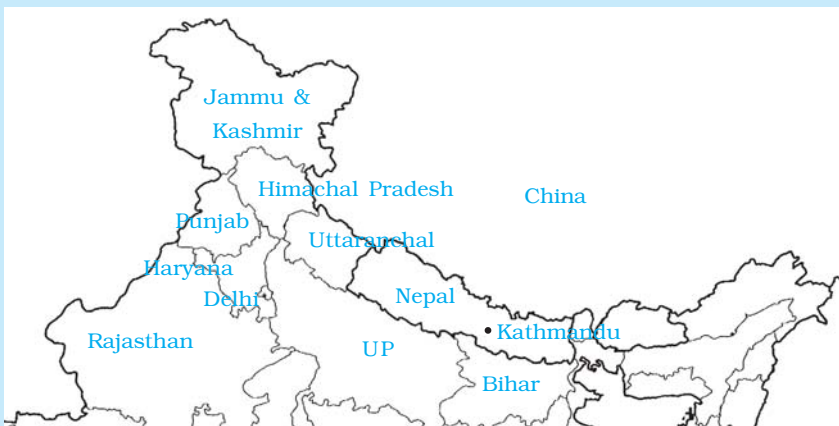 Jammu &
Kashmir
Himachal Pradesh
China
Punjab
Uttaranchal
Haryana
Delhi
Nepal
Kathmandu
Rajasthan
UP
Bihar